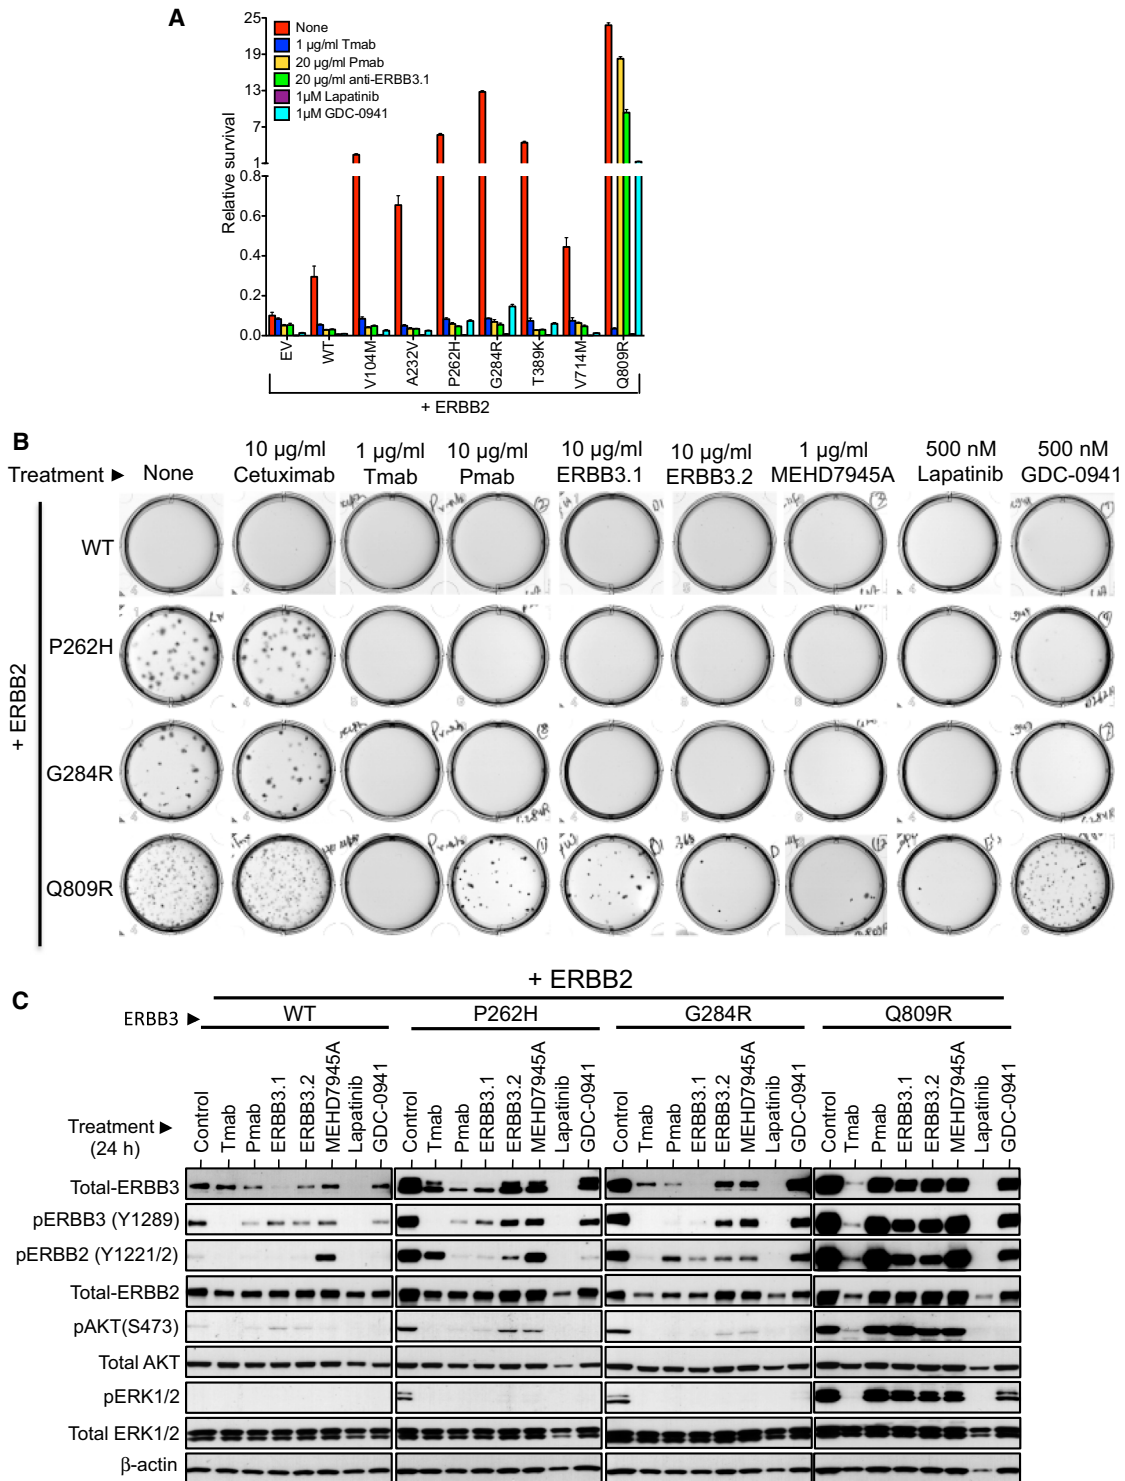 A
25
19
13
7
1
0.8
0.6
0.4
0.2
0.0
Relative survival
None
1 µg/ml Tmab
20 µg/ml Pmab
20 µg/ml anti-ERBB3.1
1µM Lapatinib
1µM GDC-0941
EV
WT
V104M
A232V
P262H
G284R
T389K
V714M
Q809R
+ ERBB2
B
Treatment ►
None
10 µg/ml Cetuximab
1 µg/ml Tmab
10 µg/ml Pmab
10 µg/ml ERBB3.1
10 µg/ml ERBB3.2
1 µg/ml MEHD7945A
500 nM Lapatinib
500 nM GDC-0941
+ ERBB2
WT
P262H
G284R
Q809R
C
+ ERBB2
ERBB3 ►
WT
P262H
G284R
Q809R
Treatment ►
(24 h)
Control
Tmab
Pmab
ERBB3.1
ERBB3.2
MEHD7945A
Lapatinib
GDC-0941
Control
Tmab
Pmab
ERBB3.1
ERBB3.2
MEHD7945A
Lapatinib
GDC-0941
Control
Tmab
Pmab
ERBB3.1
ERBB3.2
MEHD7945A
Lapatinib
GDC-0941
Control
Tmab
Pmab
ERBB3.1
ERBB3.2
MEHD7945A
Lapatinib
GDC-0941
Total-ERBB3
pERBB3 (Y1289)
pERBB2 (Y1221/2)
Total-ERBB2
pAKT(S473)
Total AKT
pERK1/2
Total ERK1/2
β-actin